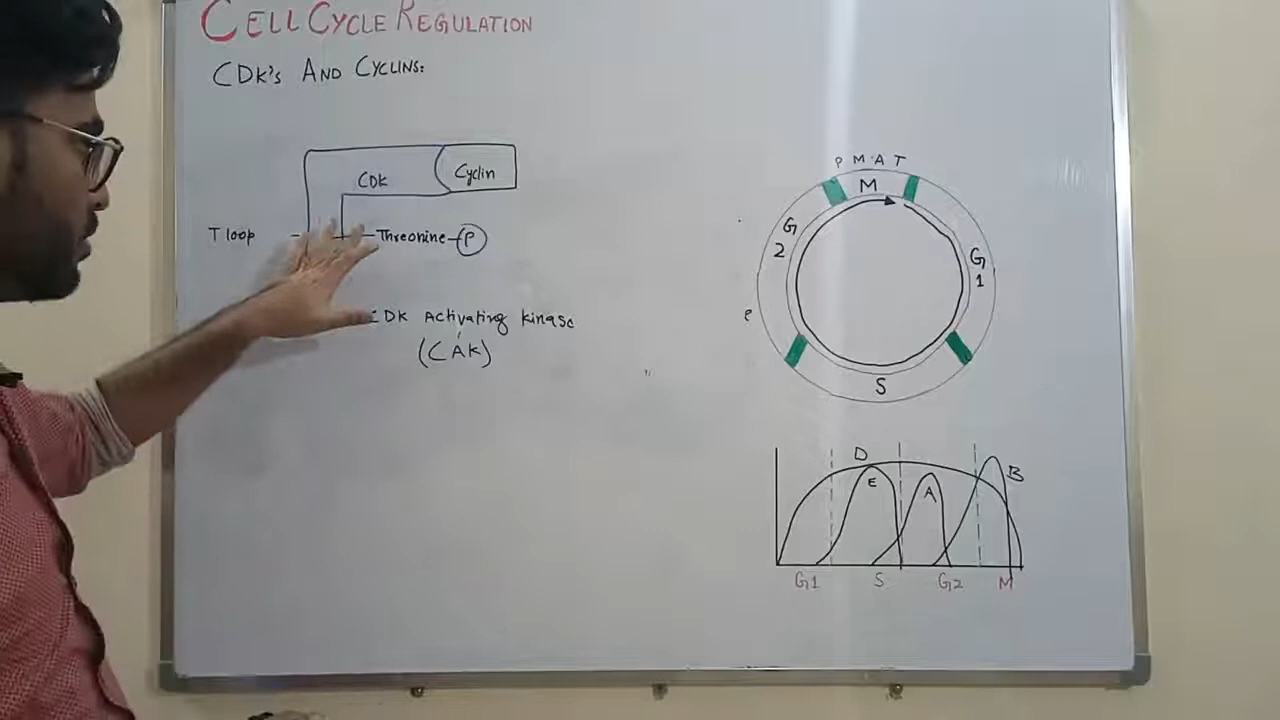 CELL CYCLE REGULATION
CDK's AND CYCLINS:
CDK
Cyclin
T loop
Threonine
P
CDK Activating kinase
(CAK)
P M A T
M
G2
G1
S
D
E
A
B
G1 S G2 M